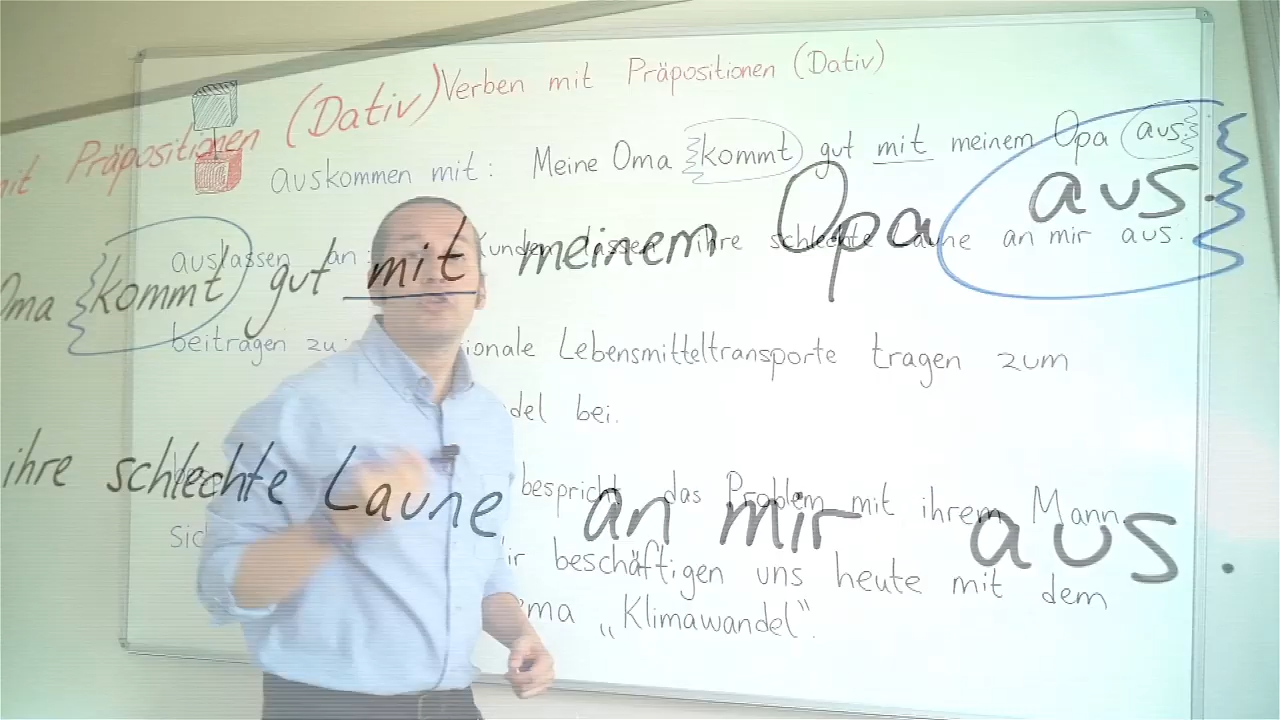 Verben mit Präpositionen (Dativ)
auskommen mit: Meine Oma kommt gut mit meinem Opa aus.
auslassen an: Kunden lassen ihre schlechte Laune an mir aus.
beitragen zu: ionale Lebensmitteltransporte tragen zum
del bei.
bespricht das Problem mit ihrem Mann.
sich
ir beschäftigen uns heute mit dem
ma „Klimawandel“.
mit Präpositionen (Dativ)
Oma kommt gut mit meinem Opa aus.
ihre schlechte Laune an mir aus.